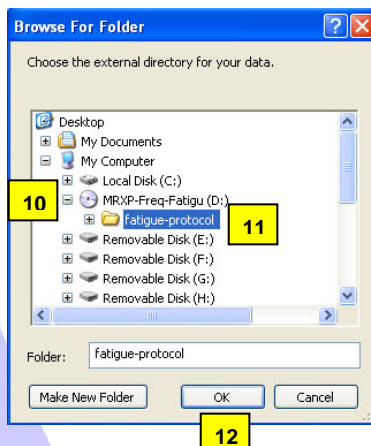 Browse For Folder
Choose the external directory for your data.
Desktop
My Documents
My Computer
Local Disk (C:)
10 MRXP-Freq-Fatigu (D:)
fatigue-protocol 11
Removable Disk (E:)
Removable Disk (F:)
Removable Disk (G:)
Removable Disk (H:)
Folder: fatigue-protocol
Make New Folder OK Cancel
12